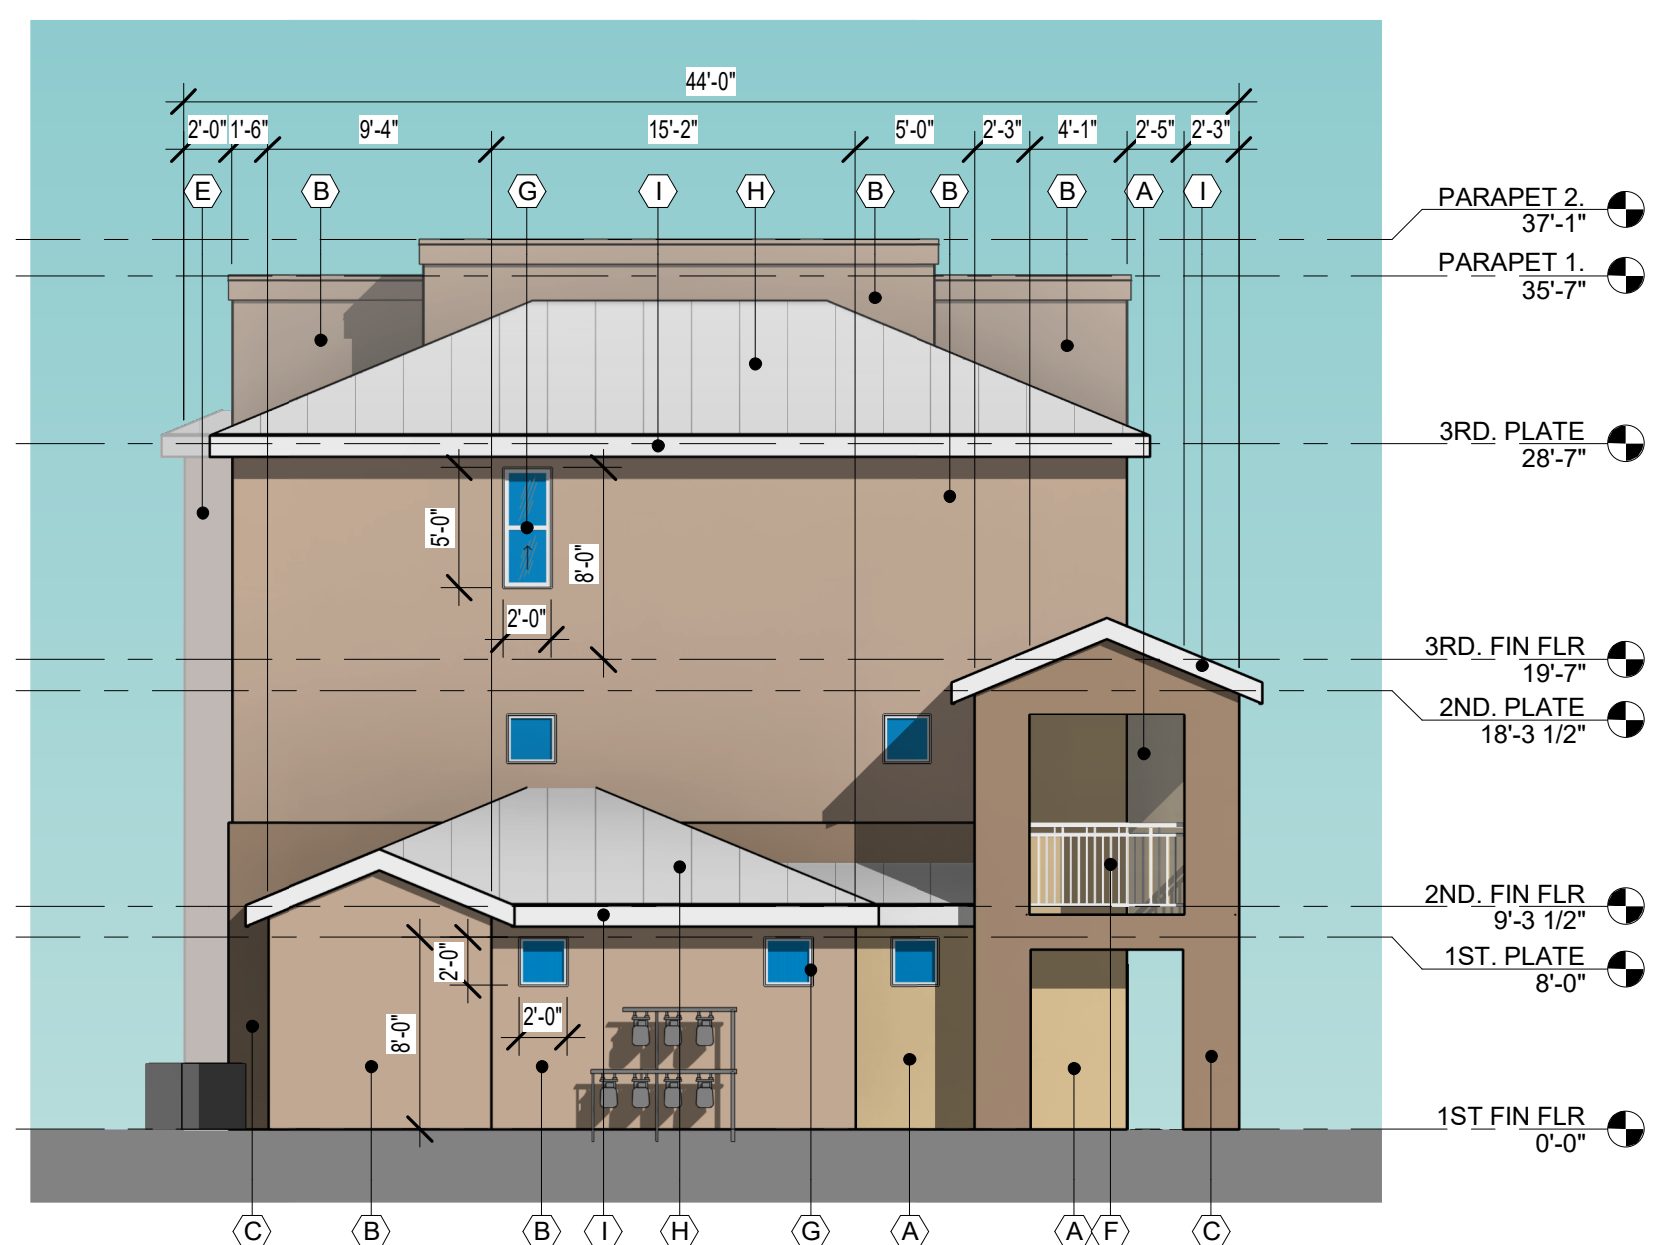 44'-0"
2'-0" 1'-6" 9'-4" 15'-2" 5'-0" 2'-3" 4'-1" 2'-5" 2'-3"
E B G I H B B B A I
PARAPET 2.
37'-1"
PARAPET 1.
35'-7"
3RD. PLATE
28'-7"
5'-0"
8'-0"
2'-0"
3RD. FIN FLR
19'-7"
2ND. PLATE
18'-3 1/2"
2ND. FIN FLR
9'-3 1/2"
1ST. PLATE
8'-0"
2'-0"
2'-0"
8'-0"
1ST FIN FLR
0'-0"
C B B I H G A A F C